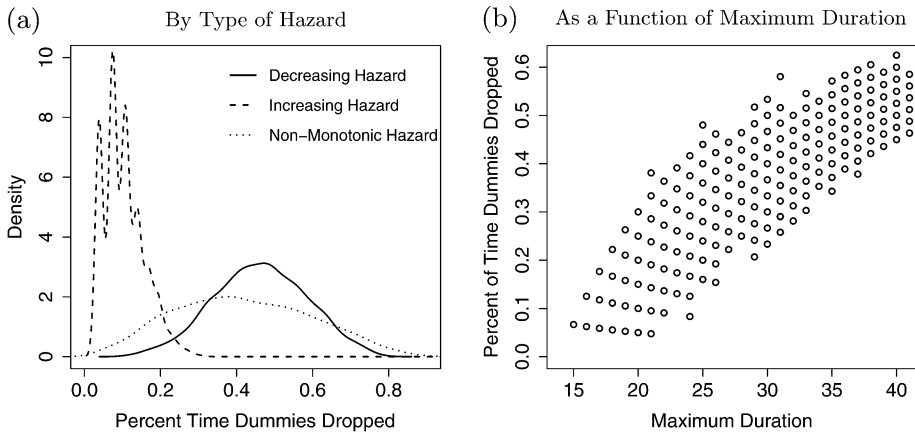 (a) By Type of Hazard
Density
0 2 4 6 8 10
Decreasing Hazard
Increasing Hazard
Non−Monotonic Hazard
0.0 0.2 0.4 0.6 0.8
Percent Time Dummies Dropped
(b) As a Function of Maximum Duration
Percent of Time Dummies Dropped
0.0 0.1 0.2 0.3 0.4 0.5 0.6
15 20 25 30 35 40
Maximum Duration